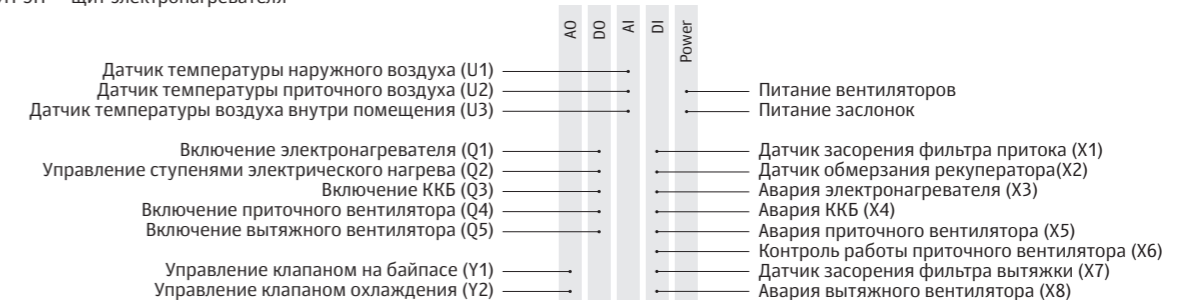 щит электронагревателя
AO DO AI DI Power
Датчик температуры наружного воздуха (U1)
Датчик температуры приточного воздуха (U2)
Датчик температуры воздуха внутри помещения (U3)
Питание вентиляторов
Питание заслонок
Включение электронагревателя (Q1)
Управление ступенями электрического нагрева (Q2)
Включение ККБ (Q3)
Включение приточного вентилятора (Q4)
Включение вытяжного вентилятора (Q5)
Управление клапаном на байпасе (Y1)
Управление клапаном охлаждения (Y2)
Датчик засорения фильтра притока (X1)
Датчик обмерзания рекуператора(X2)
Авария электронагревателя (X3)
Авария ККБ (X4)
Авария приточного вентилятора (X5)
Контроль работы приточного вентилятора (X6)
Датчик засорения фильтра вытяжки (X7)
Авария вытяжного вентилятора (X8)